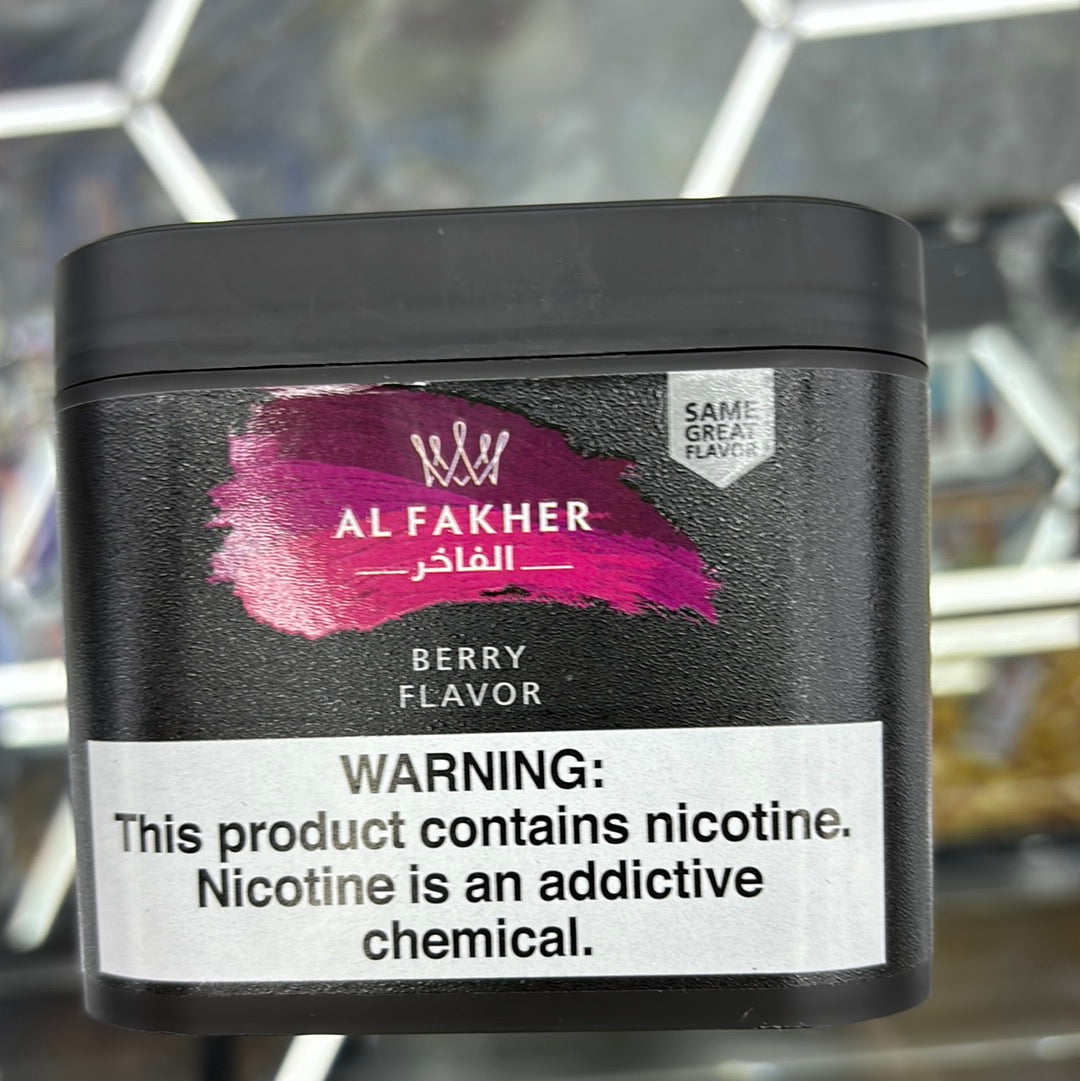 SAME
GREAT
FLAVOR
AL FAKHER
الفاخر
BERRY
FLAVOR
WARNING:
This product contains nicotine.
Nicotine is an addictive
chemical.